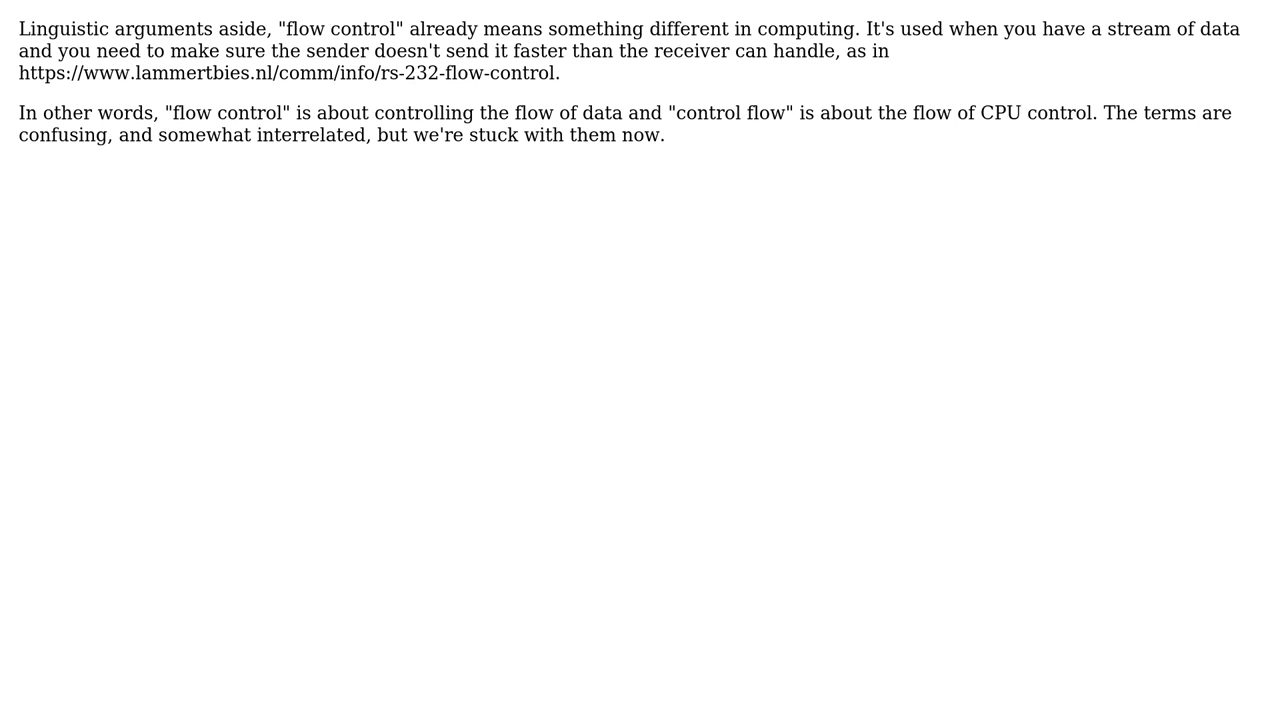 Linguistic arguments aside, "flow control" already means something different in computing. It's used when you have a stream of data
and you need to make sure the sender doesn't send it faster than the receiver can handle, as in
https://www.lammertbies.nl/comm/info/rs-232-flow-control.
In other words, "flow control" is about controlling the flow of data and "control flow" is about the flow of CPU control. The terms are
confusing, and somewhat interrelated, but we're stuck with them now.